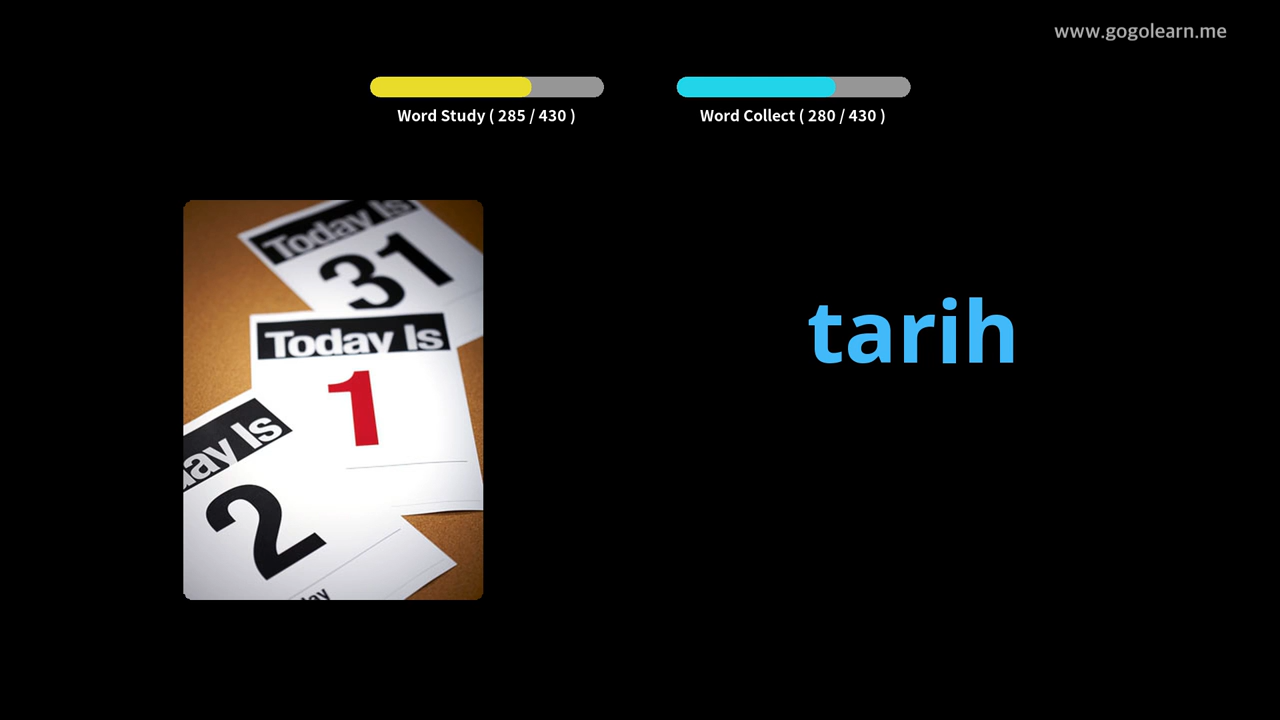 www.gogolearn.me
Word Study ( 285 / 430 )
Word Collect ( 280 / 430 )
Today Is
31
Today Is
1
tarih
ay Is
2